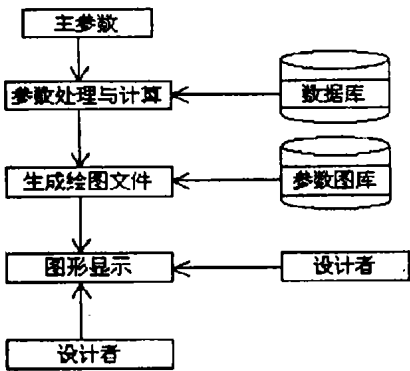 主参数
参数处理与计算
数据库
生成绘图文件
参数图库
图形显示
设计者
设计者